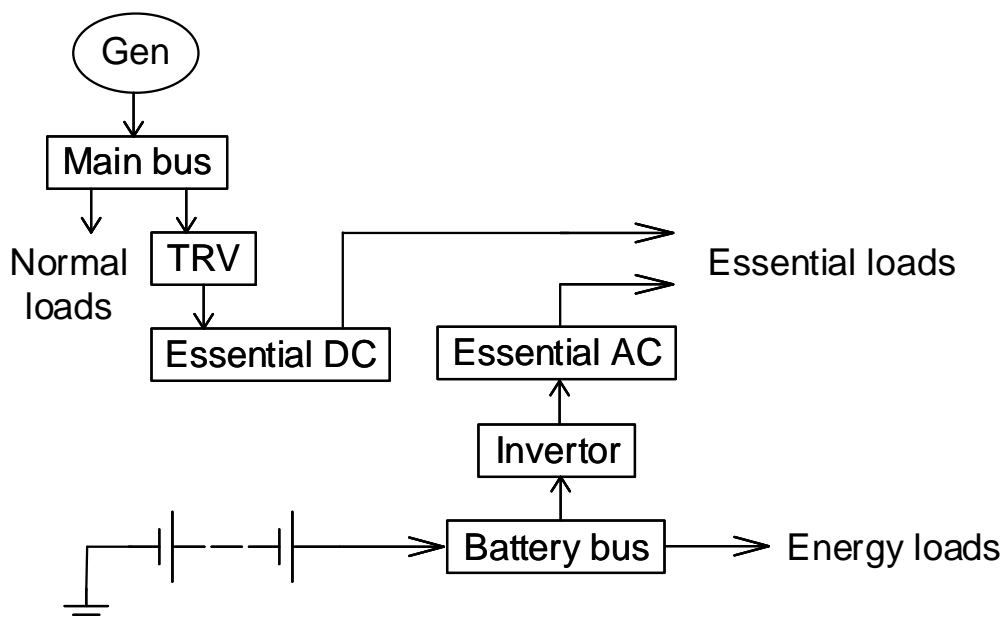 Gen
Main bus
Normal
loads
TRV
Essential loads
Essential DC
Essential AC
Invertor
Battery bus
Energy loads